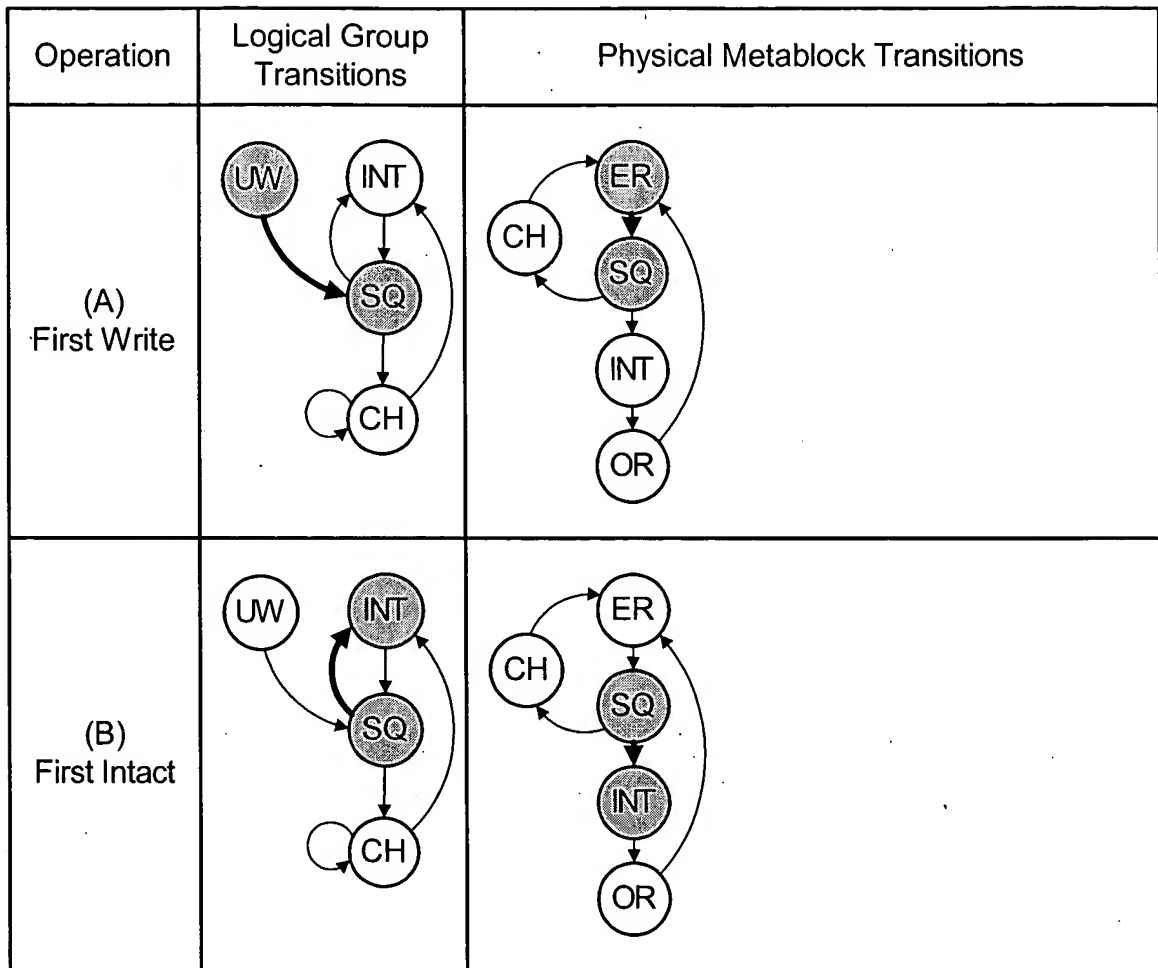 Operation
Logical Group
Transitions
Physical Metablock Transitions
(A)
First Write
UW
INT
SQ
CH
ER
CH
SQ
INT
OR
(B)
First Intact
UW
INT
SQ
CH
ER
CH
SQ
INT
OR